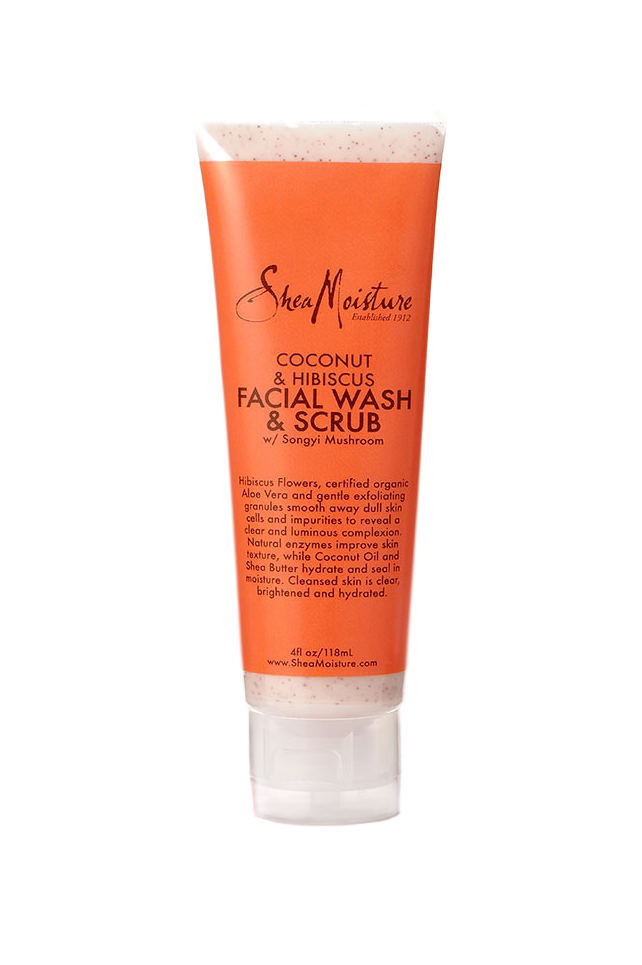 SheaMoisture
Established 1912
COCONUT
& HIBISCUS
FACIAL WASH
& SCRUB
w/ Songyi Mushroom
Hibiscus Flowers, certified organic
Aloe Vera and gentle exfoliating
granules smooth away dull skin
cells and impurities to reveal a
clear and luminous complexion.
Natural enzymes improve skin
texture, while Coconut Oil and
Shea Butter hydrate and seal in
moisture. Cleansed skin is clear,
brightened and hydrated.
4fl oz/118mL
www.SheaMoisture.com